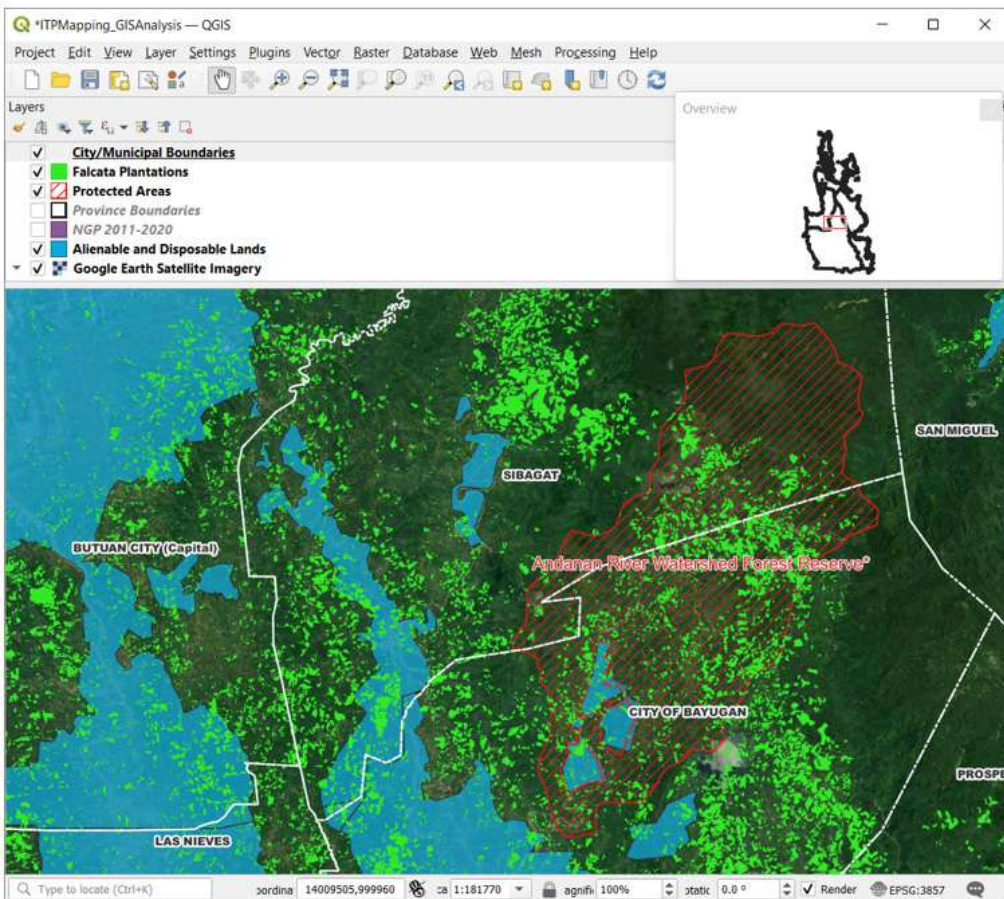 *ITPMapping_GISAnalysis — QGIS
Project Edit View Layer Settings Plugins Vector Raster Database Web Mesh Processing Help
Layers
Overview
City/Municipal Boundaries
Falcata Plantations
Protected Areas
Province Boundaries
NGP 2011-2020
Alienable and Disposable Lands
Google Earth Satellite Imagery
SAN MIGUEL
SIBAGAT
BUTUAN CITY (Capital)
Andanan River Watershed Forest Reserve*
CITY OF BAYUGAN
PROSPE
LAS NIEVES
Type to locate (Ctrl+K) oordina 14009505,999960 ca 1:181770 agnifi 100% otatic 0.0 ° Render EPSG:3857